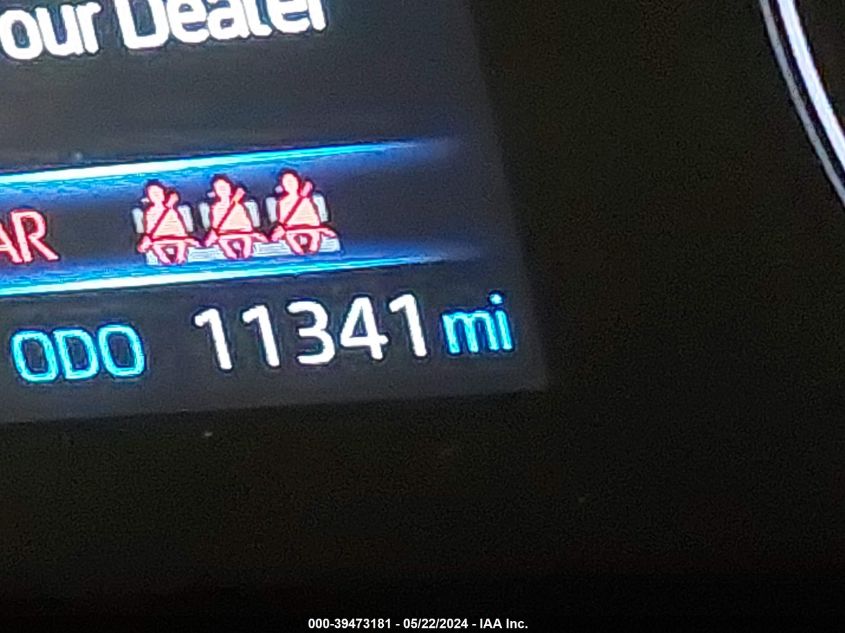 our Dealer
AR
ODO 11341 mi
000-39473181 - 05/22/2024 - IAA Inc.